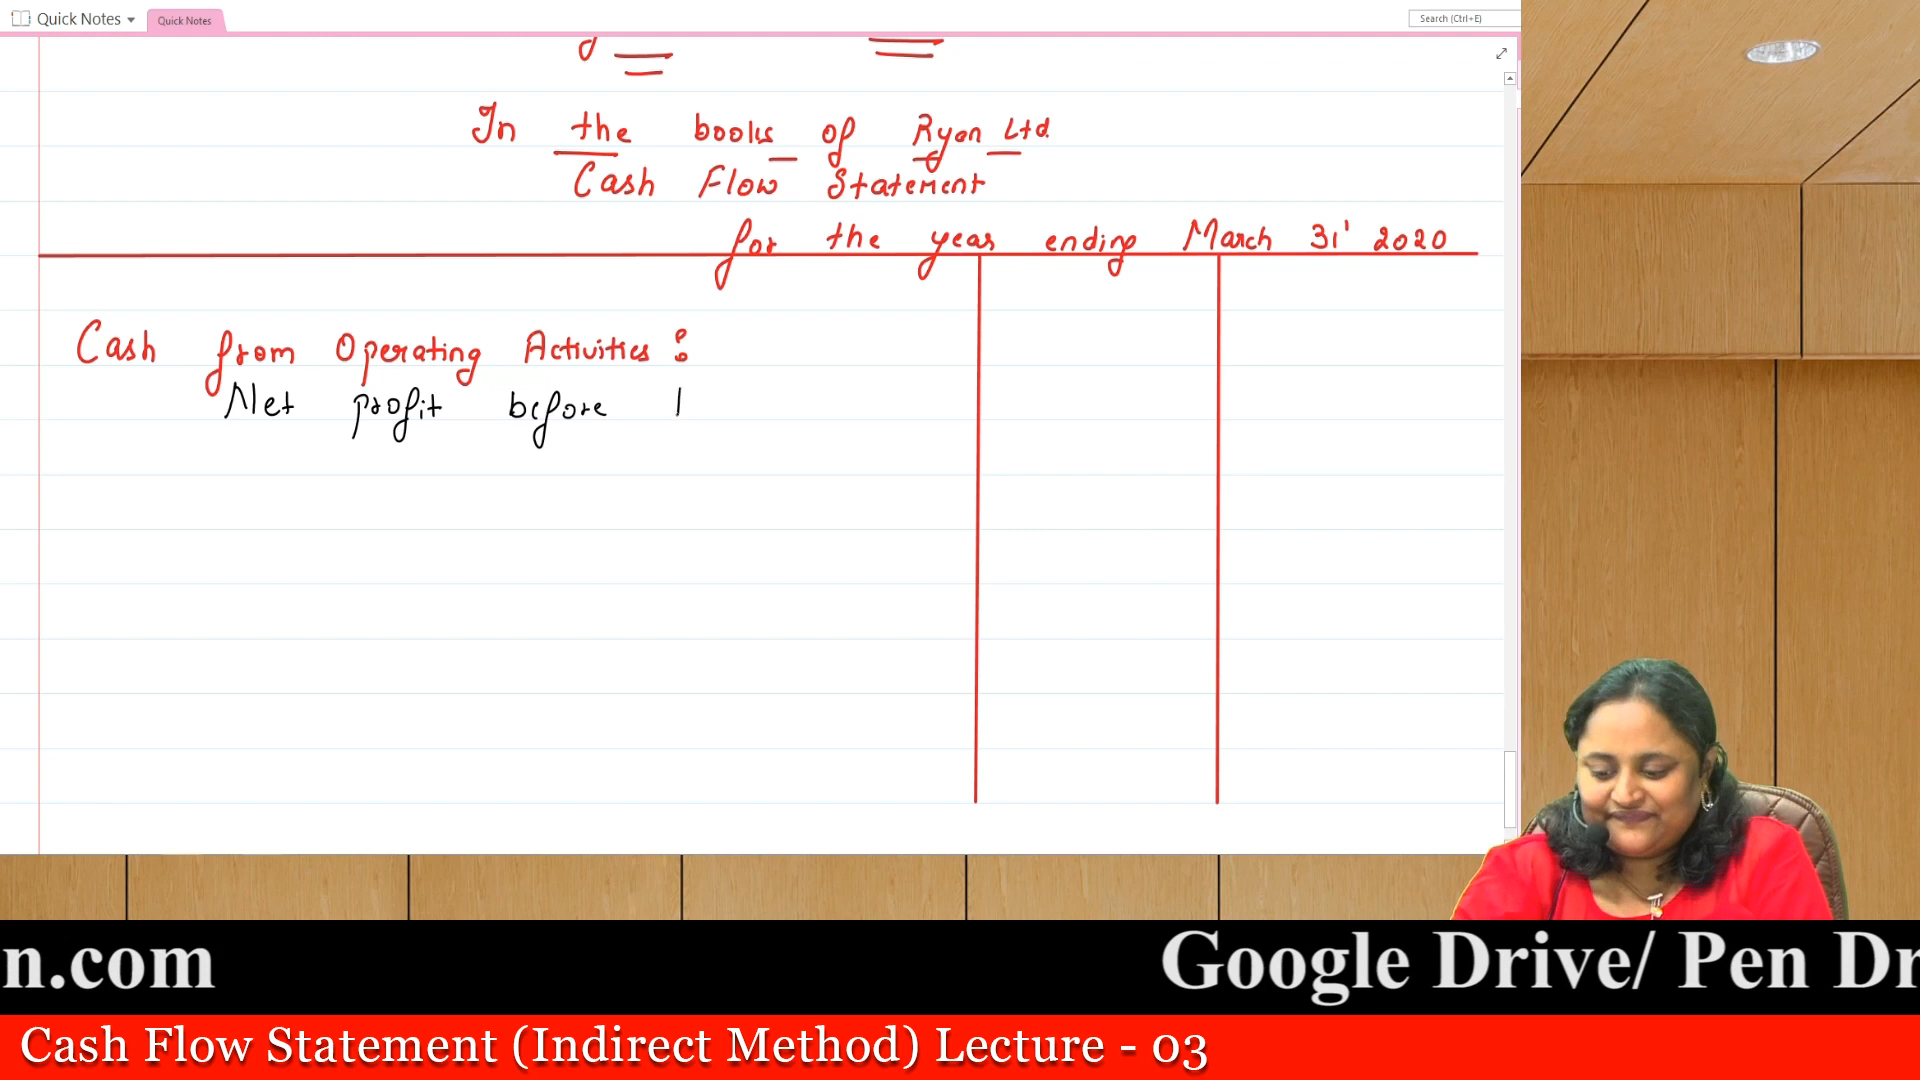 Quick Notes
Quick Notes
Search (Ctrl+E)
In the books of Ryan Ltd.
Cash Flow Statement
for the year ending March 31' 2020
Cash from Operating Activities :
Net profit before
n.com
Google Drive/ Pen Dr
Cash Flow Statement (Indirect Method) Lecture - 03